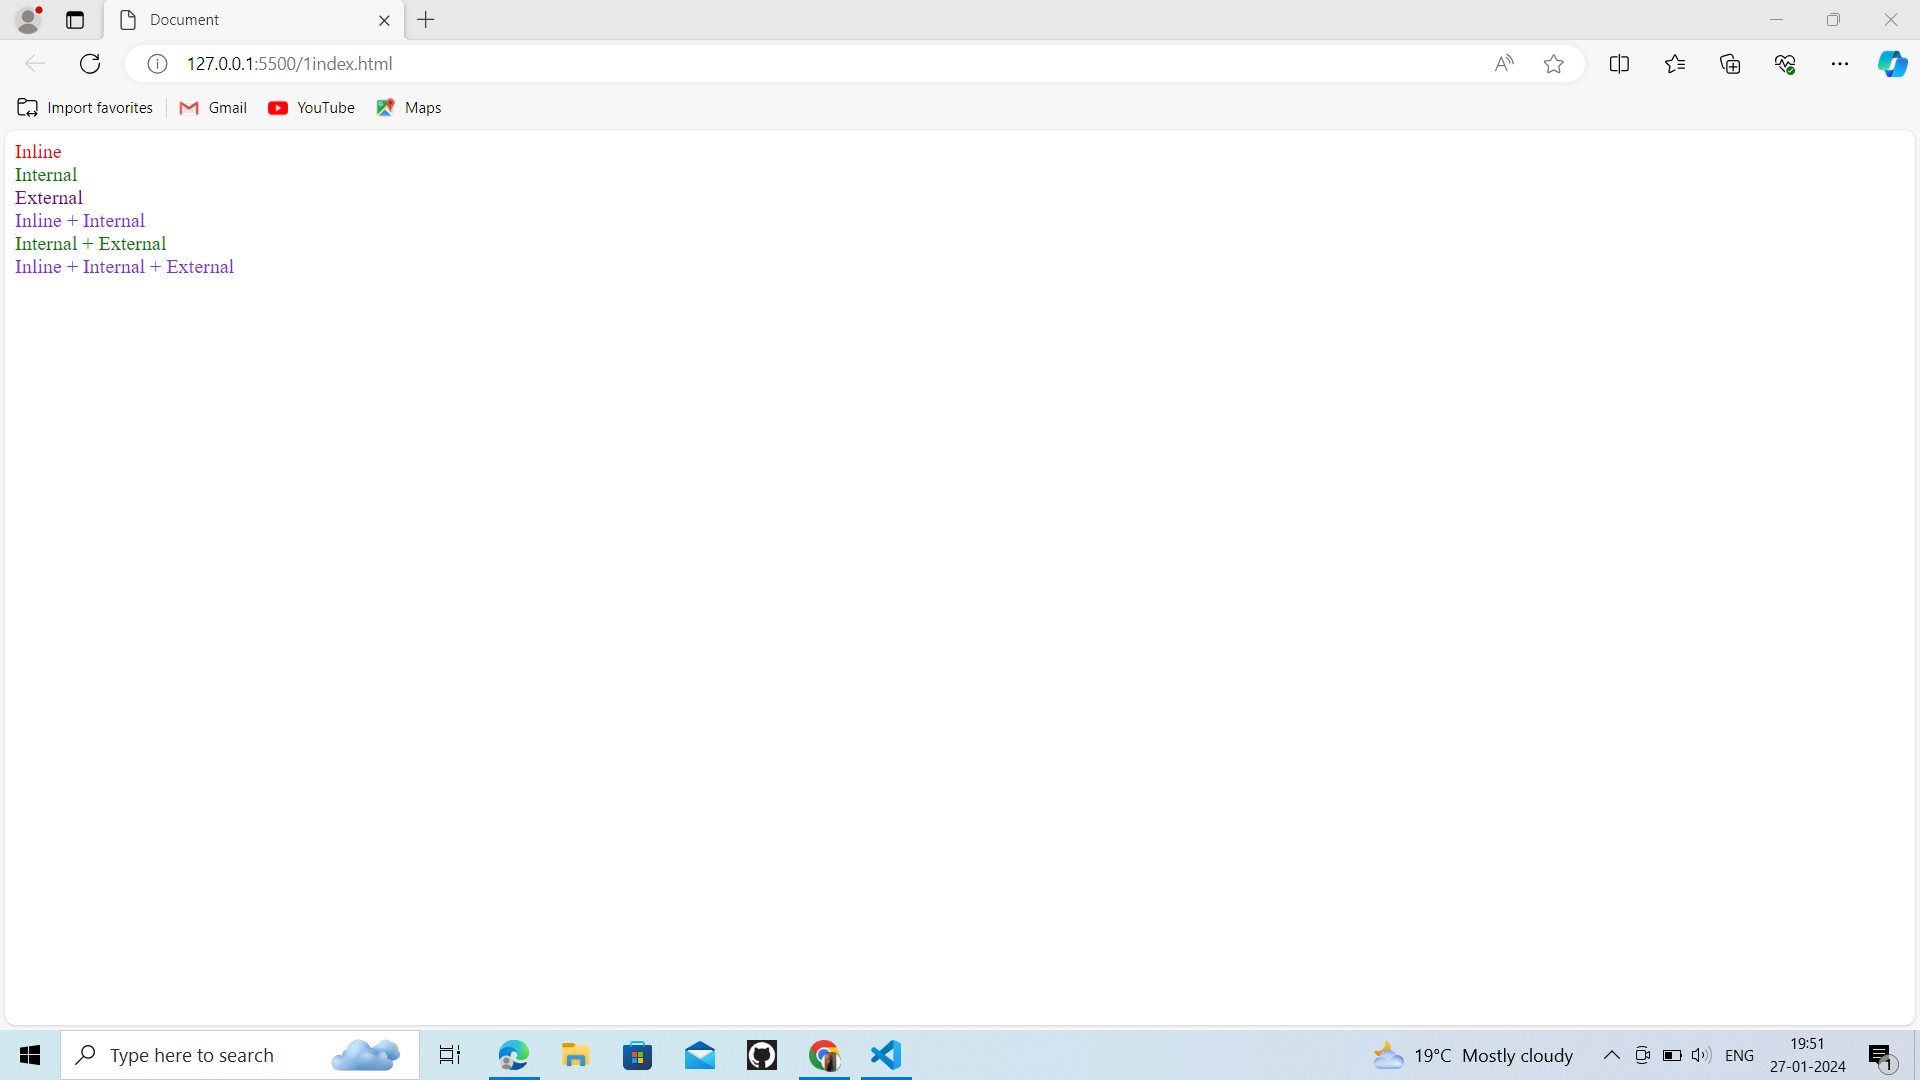 Document
127.0.0.1:5500/1index.html
Import favorites Gmail YouTube Maps
Inline
Internal
External
Inline + Internal
Internal + External
Inline + Internal + External
Type here to search
19°C Mostly cloudy
ENG
19:51
27-01-2024
1